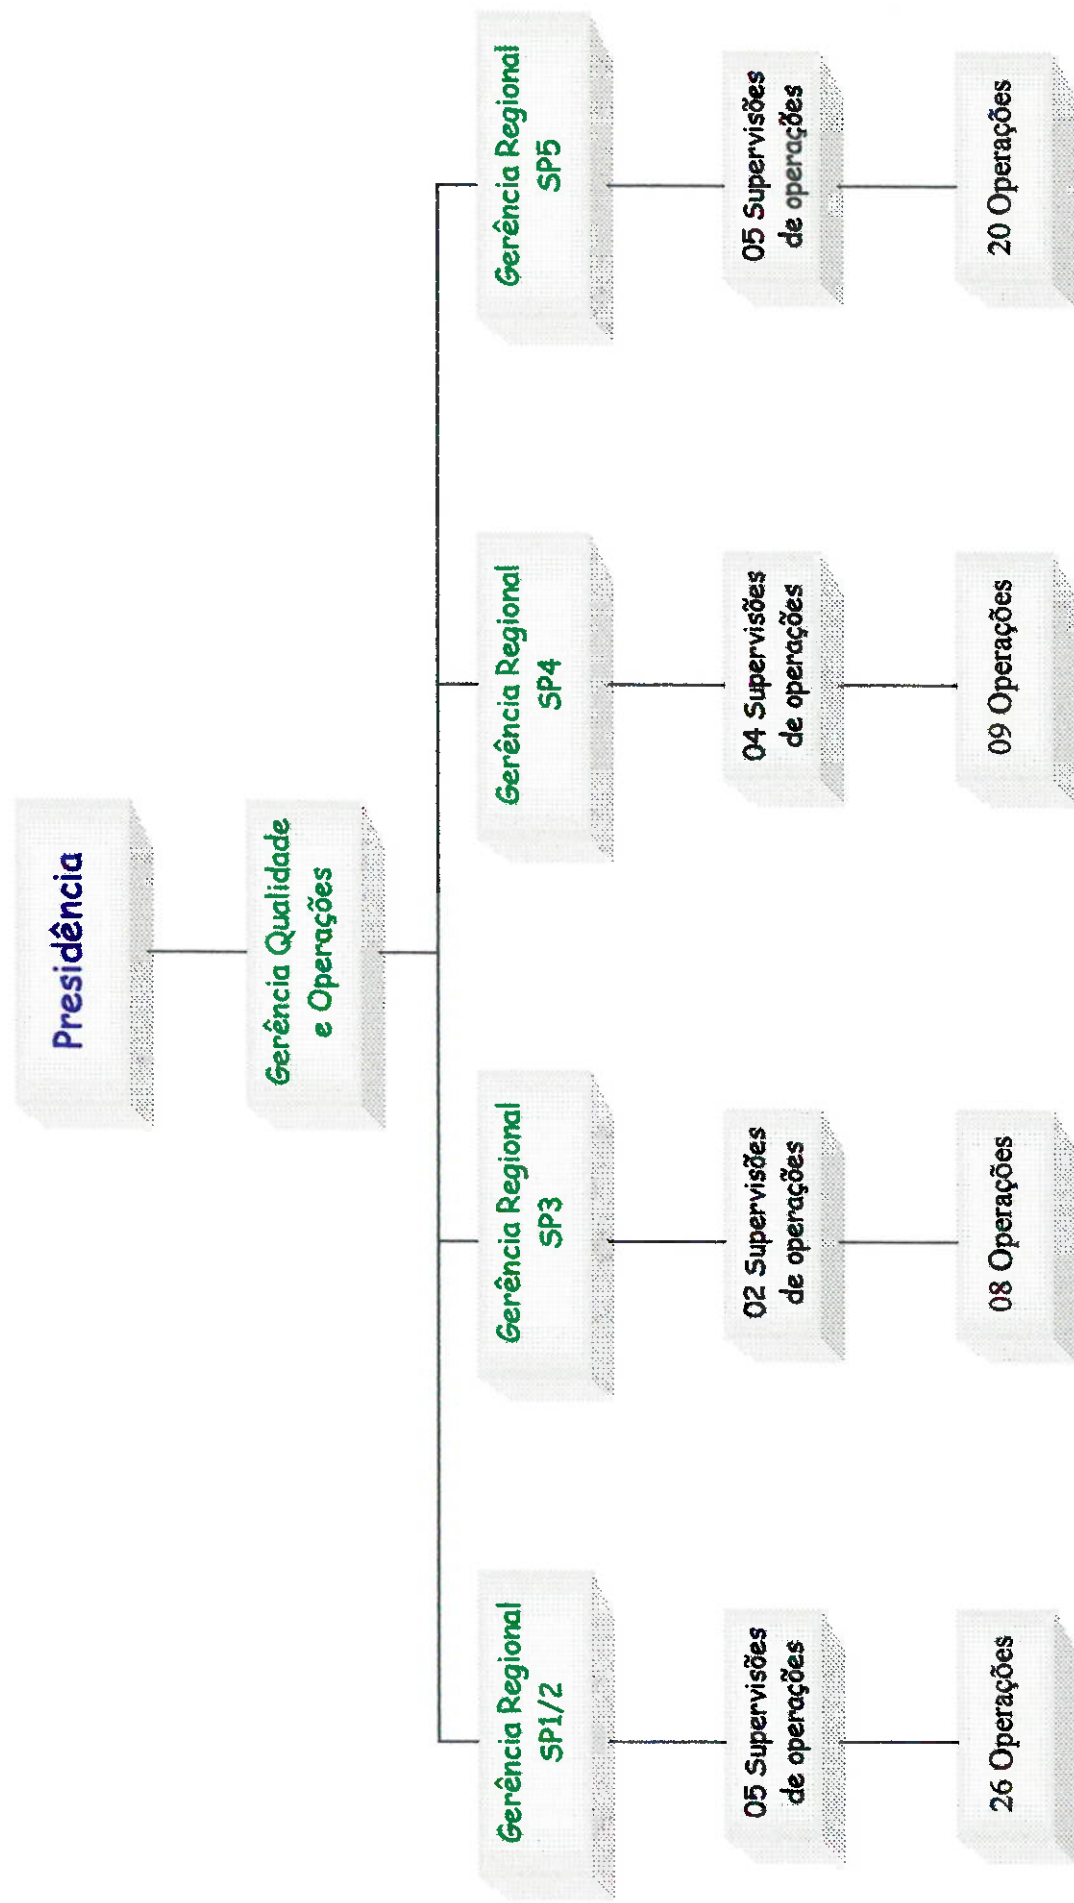 Presidência
Gerência Qualidade
e Operações
Gerência Regional
SP1/2
Gerência Regional
SP3
Gerência Regional
SP4
Gerência Regional
SP5
05 Supervisões
de operações
02 Supervisões
de operações
04 Supervisões
de operações
05 Supervisões
de operações
26 Operações
08 Operações
09 Operações
20 Operações